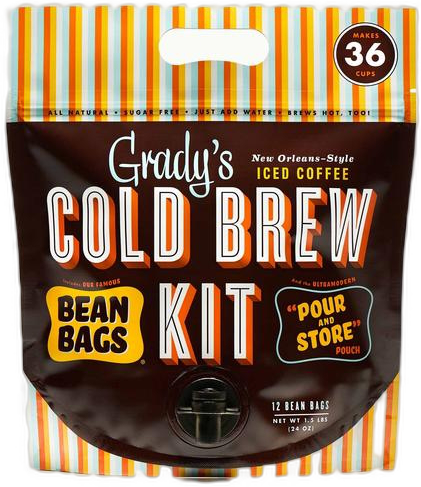 MAKES
36
CUPS
ALL NATURAL • SUGAR FREE • JUST ADD WATER • BREWS HOT, TOO!
Grady's
New Orleans-Style
ICED COFFEE
COLD BREW
KIT
Includes OUR FAMOUS
BEAN
BAGS®
And the ULTRAMODERN
"POUR
AND
STORE"
POUCH
12 BEAN BAGS
NET WT 1.5 LBS
(24 OZ)